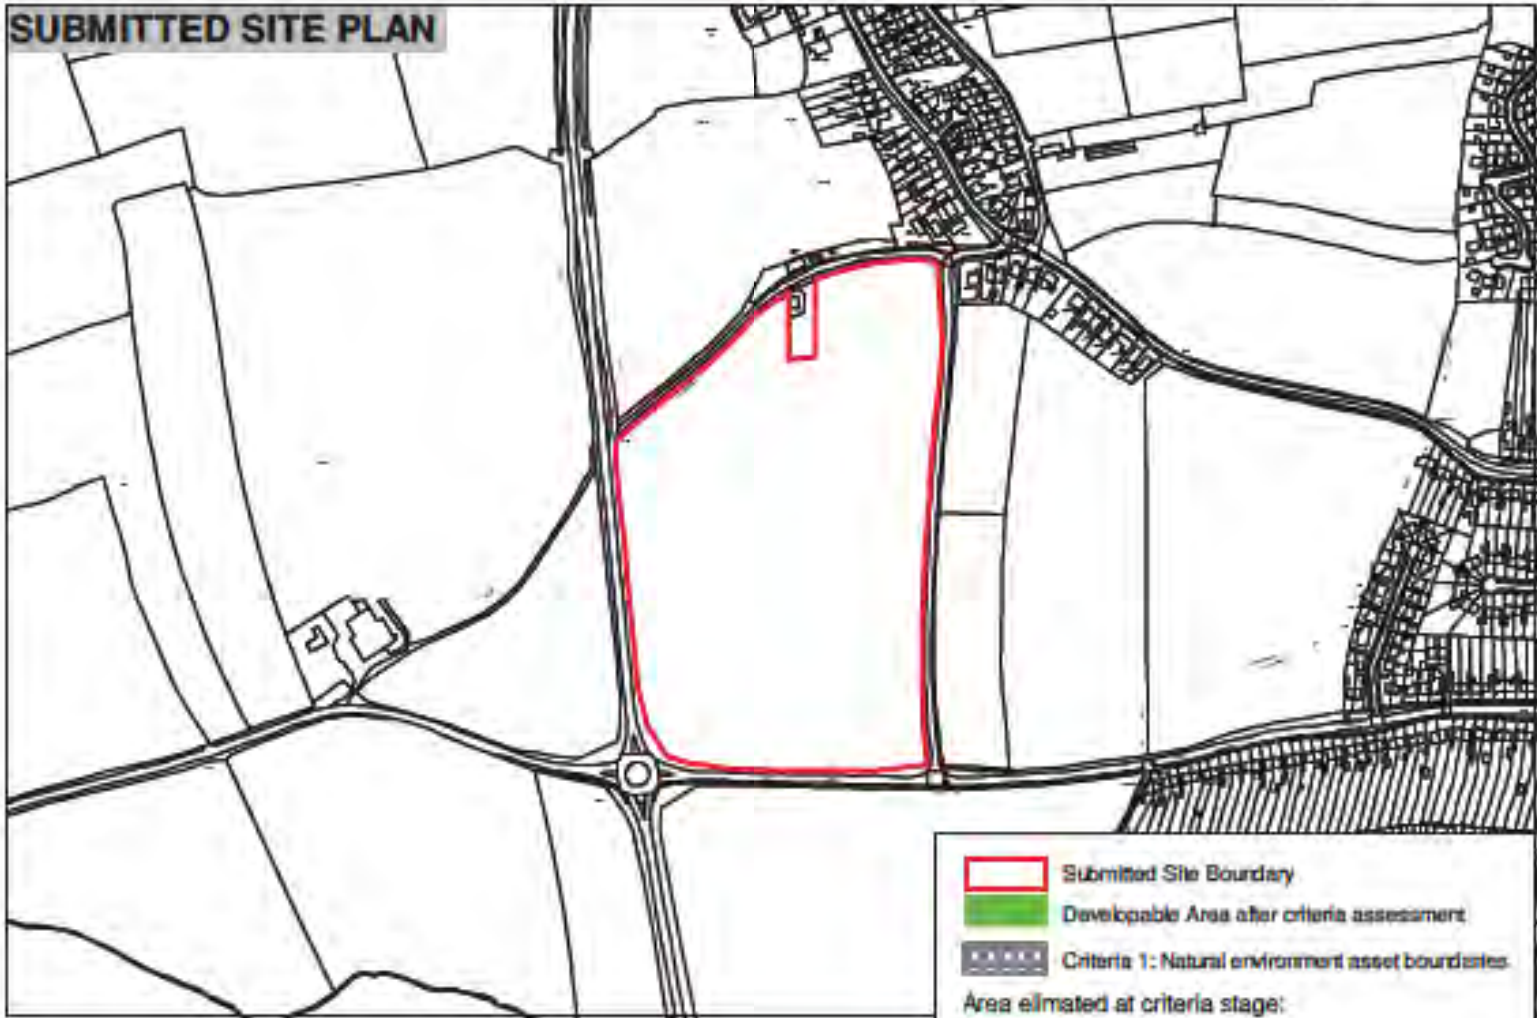 SUBMITTED SITE PLAN
Submitted Site Boundary
Developable Area after criteria assessment
Criteria 1: Natural environment asset boundaries
Area elimated at criteria stage: